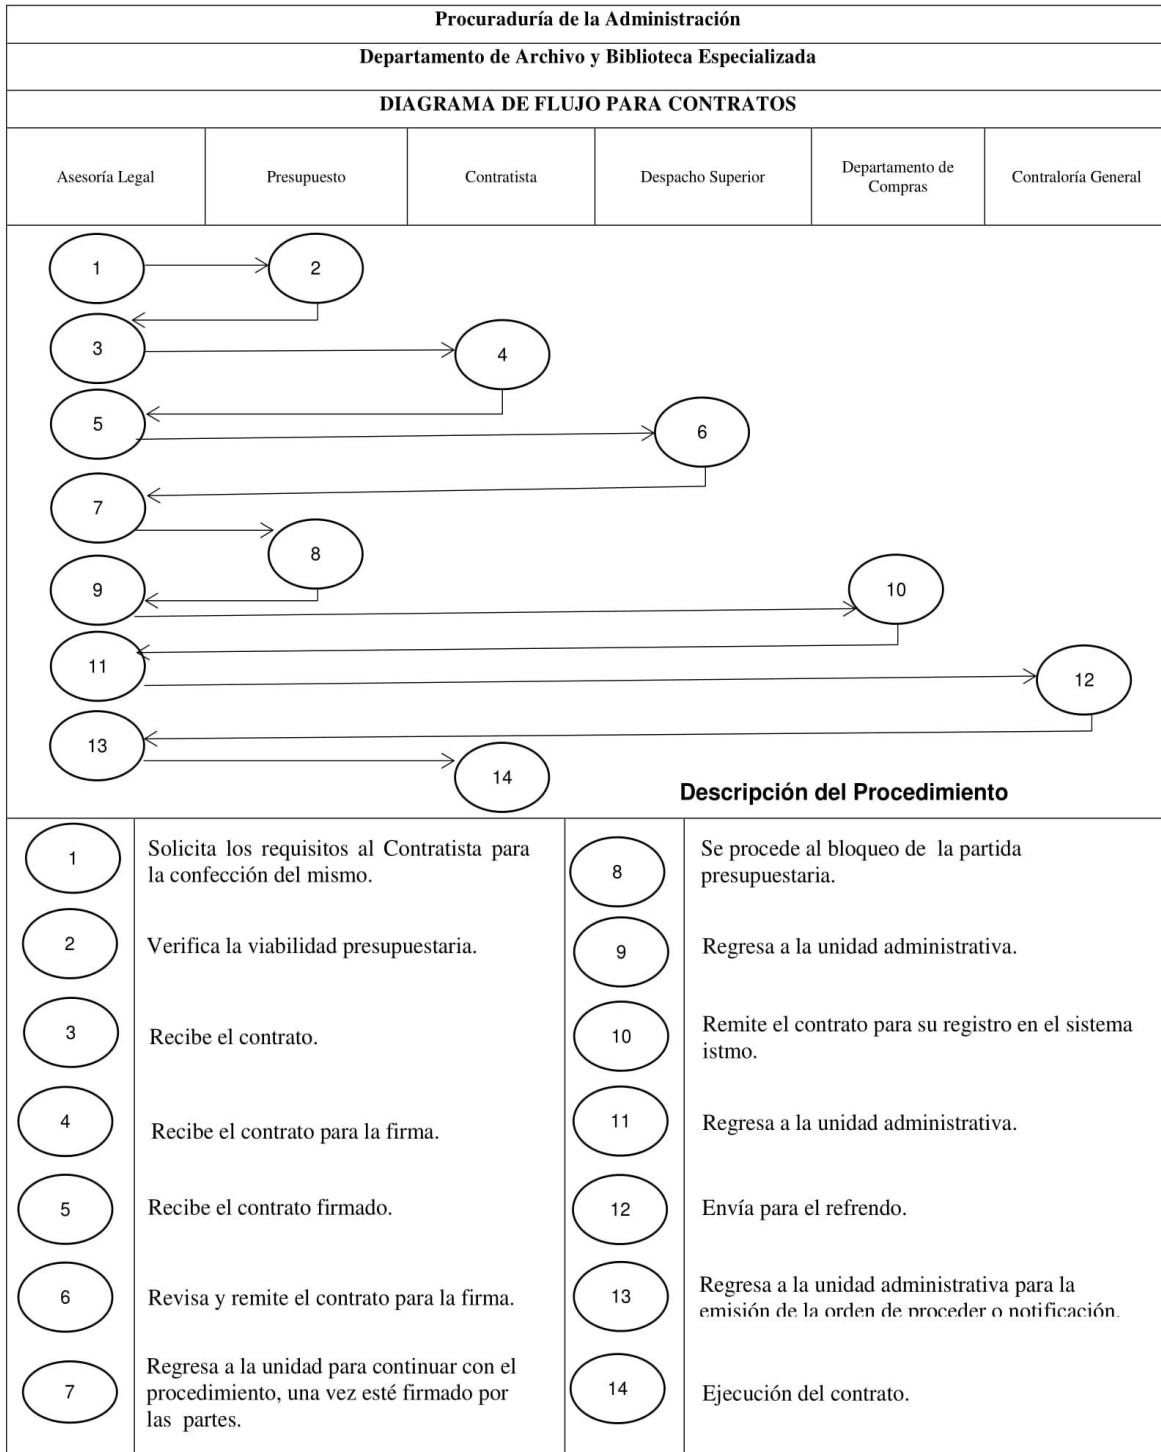 Procuraduría de la Administración
Departamento de Archivo y Biblioteca Especializada
DIAGRAMA DE FLUJO PARA CONTRATOS
Asesoría Legal
Presupuesto
Contratista
Despacho Superior
Departamento de
Compras
Contraloría General
1
2
3
4
5
6
7
8
9
10
11
12
13
14
Descripción del Procedimiento
1
Solicita los requisitos al Contratista para
la confección del mismo.
2
Verifica la viabilidad presupuestaria.
3
Recibe el contrato.
4
Recibe el contrato para la firma.
5
Recibe el contrato firmado.
6
Revisa y remite el contrato para la firma.
7
Regresa a la unidad para continuar con el
procedimiento, una vez esté firmado por
las partes.
8
Se procede al bloqueo de la partida
presupuestaria.
9
Regresa a la unidad administrativa.
10
Remite el contrato para su registro en el sistema
istmo.
11
Regresa a la unidad administrativa.
12
Envía para el refrendo.
13
Regresa a la unidad administrativa para la
emisión de la orden de proceder o notificación.
14
Ejecución del contrato.